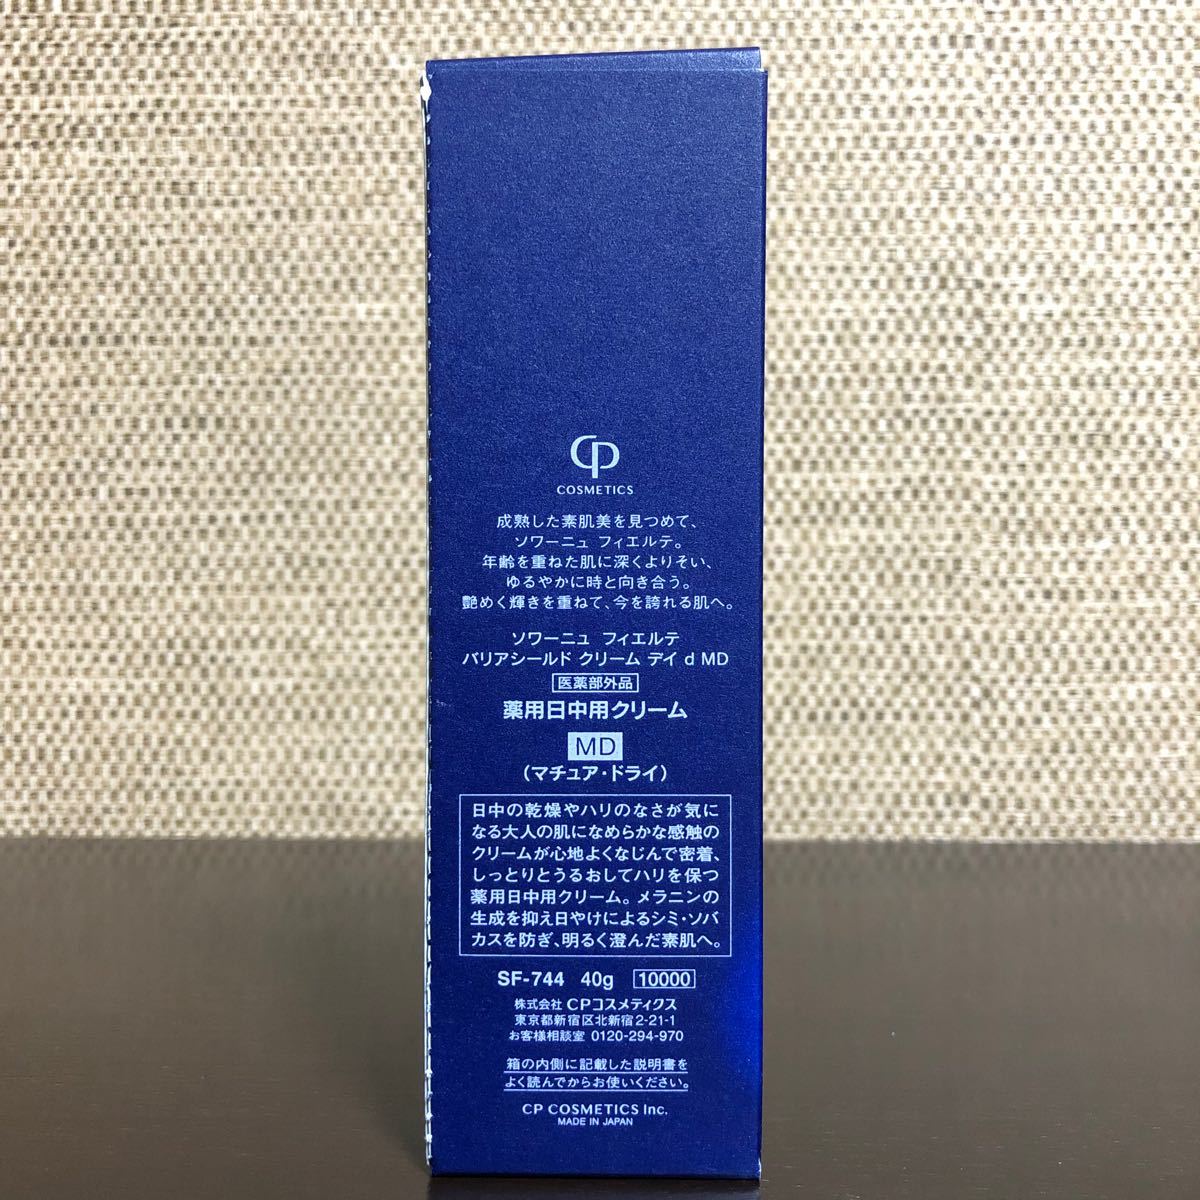 CP
COSMETICS
成熟した素肌美を見つめて、
ソワーニュ フィエルテ。
年齢を重ねた肌に深くよりそい、
ゆるやかに時と向き合う。
艶めく輝きを重ねて、今を誇れる肌へ。
ソワーニュ フィエルテ
バリアシールド クリーム デイ d MD
医薬部外品
薬用日中用クリーム
MD
(マチュア・ドライ)
日中の乾燥やハリのなさが気に
なる大人の肌になめらかな感触の
クリームが心地よくなじんで密着、
しっとりとうるおしてハリを保つ
薬用日中用クリーム。メラニンの
生成を抑え日やけによるシミ・ソバ
カスを防ぎ、明るく澄んだ素肌へ。
SF-744 40g 10000
株式会社 CPコスメティクス
東京都新宿区北新宿2-21-1
お客様相談室 0120-294-970
箱の内側に記載した説明書を
よく読んでからお使いください。
CP COSMETICS Inc.
MADE IN JAPAN